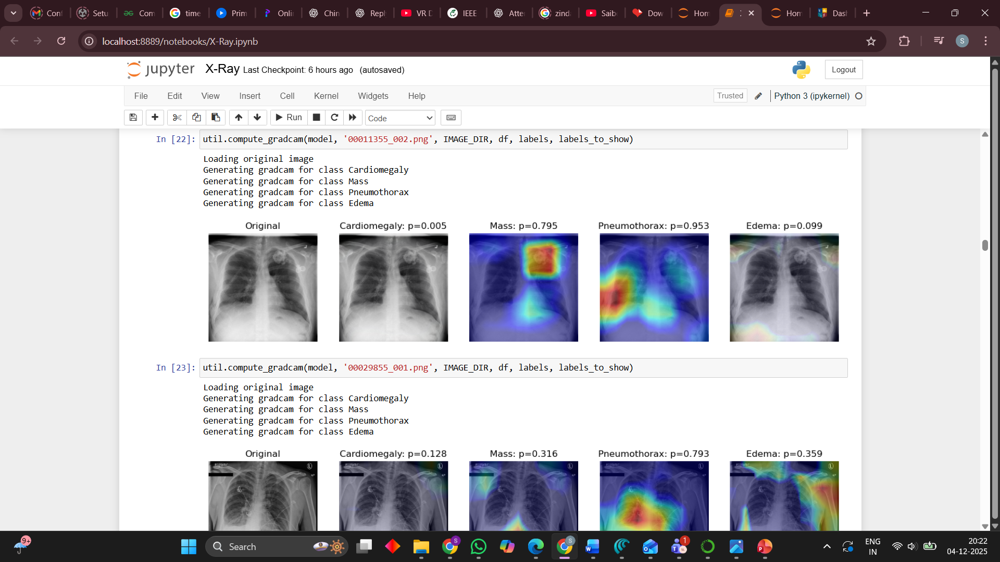 Conf
Setu
Com
time
Prim
Onli
Chin
Repl
VR D
IEEE
Atte
zinda
Saib
Dow
Hom
Hom
Dash
localhost:8889/notebooks/X-Ray.ipynb
S
jupyter X-Ray Last Checkpoint: 6 hours ago (autosaved)
Logout
File Edit View Insert Cell Kernel Widgets Help
Trusted
Python 3 (ipykernel)
Run
Code
In [22]: util.compute_gradcam(model, '00011355_002.png', IMAGE_DIR, df, labels, labels_to_show)
Loading original image
Generating gradcam for class Cardiomegaly
Generating gradcam for class Mass
Generating gradcam for class Pneumothorax
Generating gradcam for class Edema
Original Cardiomegaly: p=0.005 Mass: p=0.795 Pneumothorax: p=0.953 Edema: p=0.099
In [23]: util.compute_gradcam(model, '00029855_001.png', IMAGE_DIR, df, labels, labels_to_show)
Loading original image
Generating gradcam for class Cardiomegaly
Generating gradcam for class Mass
Generating gradcam for class Pneumothorax
Generating gradcam for class Edema
Original Cardiomegaly: p=0.128 Mass: p=0.316 Pneumothorax: p=0.793 Edema: p=0.359
L L L L L
9+
Search
1
ENG
IN
20:22
04-12-2025